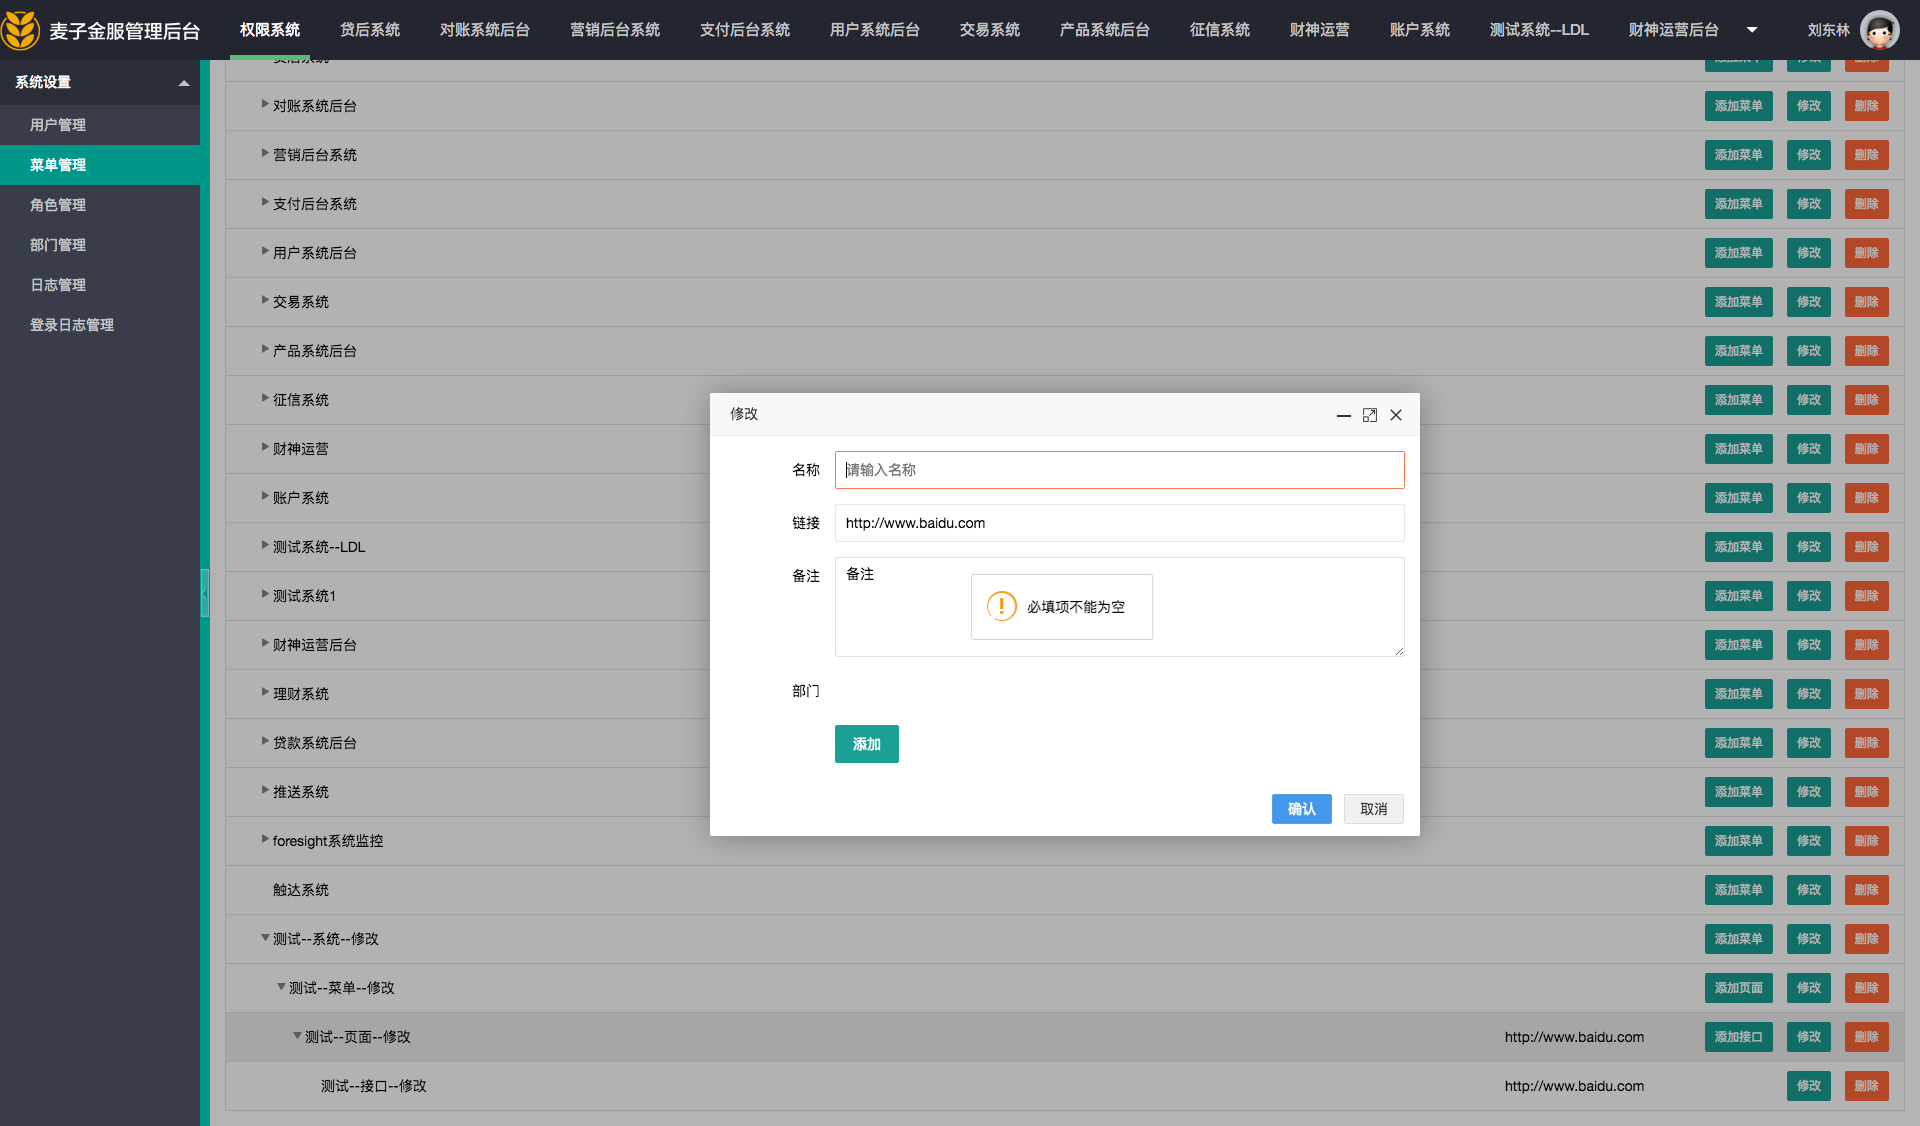 麦子金服管理后台 权限系统 贷后系统 对账系统后台 营销后台系统 支付后台系统 用户系统后台 交易系统 产品系统后台 征信系统 财神运营 账户系统 测试系统--LDL 财神运营后台 刘东林
系统设置
用户管理
菜单管理
角色管理
部门管理
日志管理
登录日志管理
对账系统后台 添加菜单 修改 删除
营销后台系统 添加菜单 修改 删除
支付后台系统 添加菜单 修改 删除
用户系统后台 添加菜单 修改 删除
交易系统 添加菜单 修改 删除
产品系统后台 添加菜单 修改 删除
征信系统 添加菜单 修改 删除
财神运营 添加菜单 修改 删除
账户系统 添加菜单 修改 删除
测试系统--LDL 添加菜单 修改 删除
测试系统1 添加菜单 修改 删除
财神运营后台 添加菜单 修改 删除
理财系统 添加菜单 修改 删除
贷款系统后台 添加菜单 修改 删除
推送系统 添加菜单 修改 删除
foresight系统监控 添加菜单 修改 删除
触达系统 添加菜单 修改 删除
测试--系统--修改 添加菜单 修改 删除
测试--菜单--修改 添加页面 修改 删除
测试--页面--修改 http://www.baidu.com 添加接口 修改 删除
测试--接口--修改 http://www.baidu.com 修改 删除
修改
名称 请输入名称
链接 http://www.baidu.com
备注 备注
必填项不能为空
部门
添加
确认 取消